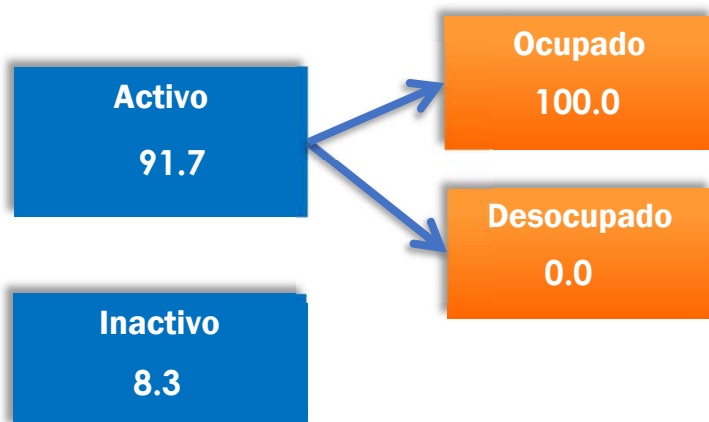 Activo
91.7
Ocupado
100.0
Desocupado
0.0
Inactivo
8.3